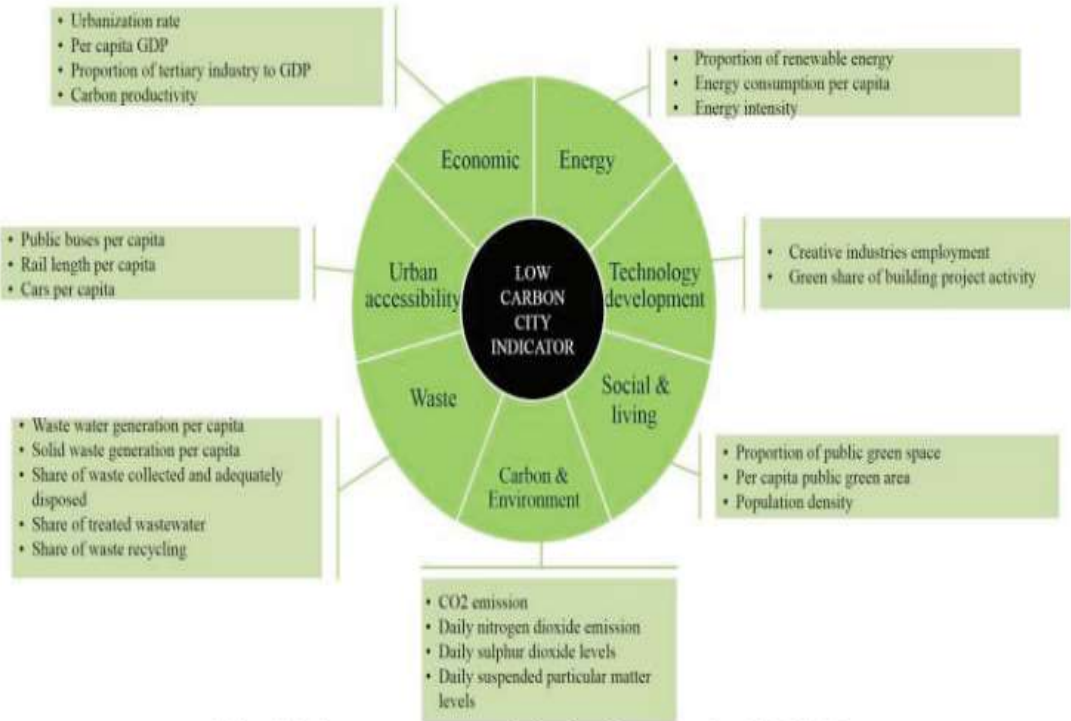 • Urbanization rate
• Per capita GDP
• Proportion of tertiary industry to GDP
• Carbon productivity
• Proportion of renewable energy
• Energy consumption per capita
• Energy intensity
Economic
Energy
• Public buses per capita
• Rail length per capita
• Cars per capita
Urban
accessibility
LOW
CARBON
CITY
INDICATOR
Technology
development
• Creative industries employment
• Green share of building project activity
Waste
Social &
living
Carbon &
Environment
• Waste water generation per capita
• Solid waste generation per capita
• Share of waste collected and adequately
disposed
• Share of treated wastewater
• Share of waste recycling
• Proportion of public green space
• Per capita public green area
• Population density
• CO2 emission
• Daily nitrogen dioxide emission
• Daily sulphur dioxide levels
• Daily suspended particular matter
levels